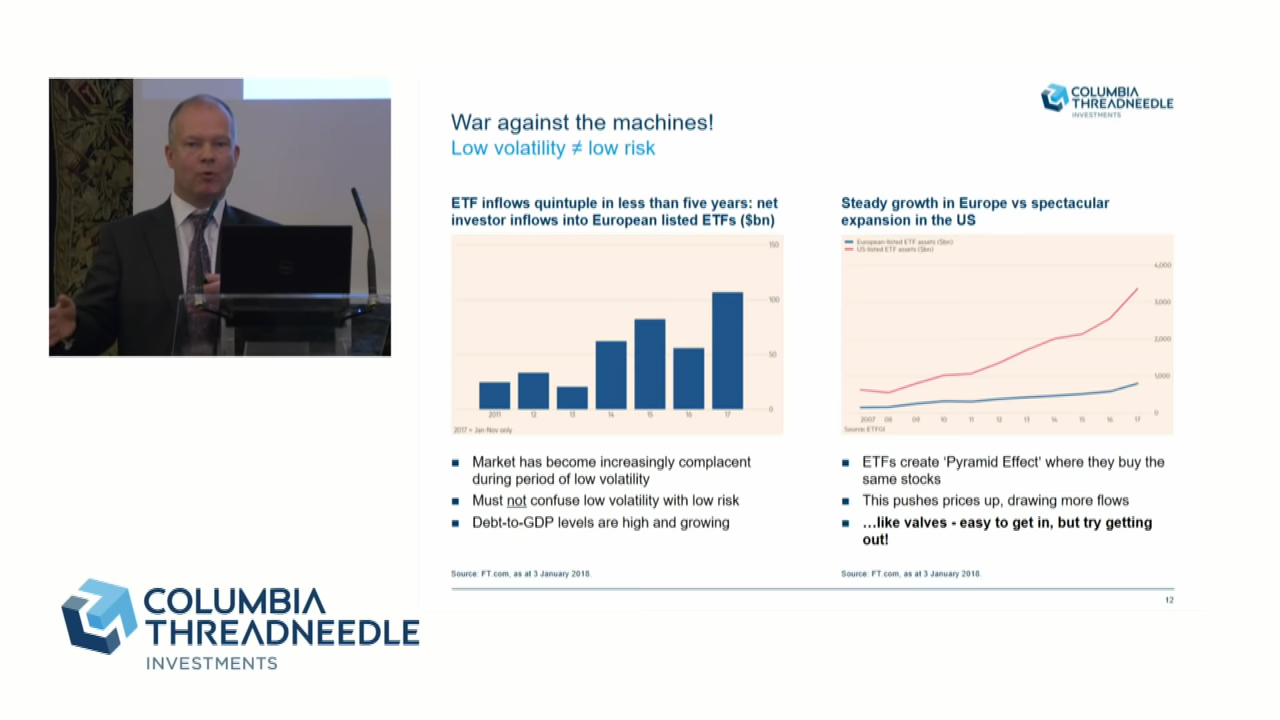 COLUMBIA
THREADNEEDLE
INVESTMENTS
War against the machines!
Low volatility ≠ low risk
ETF inflows quintuple in less than five years: net
investor inflows into European listed ETFs ($bn)
150
100
50
0
2011 12 13 14 15 16 17
2017 = Jan-Nov only
Market has become increasingly complacent
during period of low volatility
Must not confuse low volatility with low risk
Debt-to-GDP levels are high and growing
Source: FT.com, as at 3 January 2018.
Steady growth in Europe vs spectacular
expansion in the US
European-listed ETF assets ($bn)
US-listed ETF assets ($bn)
4,000
3,000
2,000
1,000
0
2007 08 09 10 11 12 13 14 15 16 17
Source: ETFGI
ETFs create ‘Pyramid Effect’ where they buy the
same stocks
This pushes prices up, drawing more flows
…like valves - easy to get in, but try getting
out!
Source: FT.com, as at 3 January 2018.
12
COLUMBIA
THREADNEEDLE
INVESTMENTS